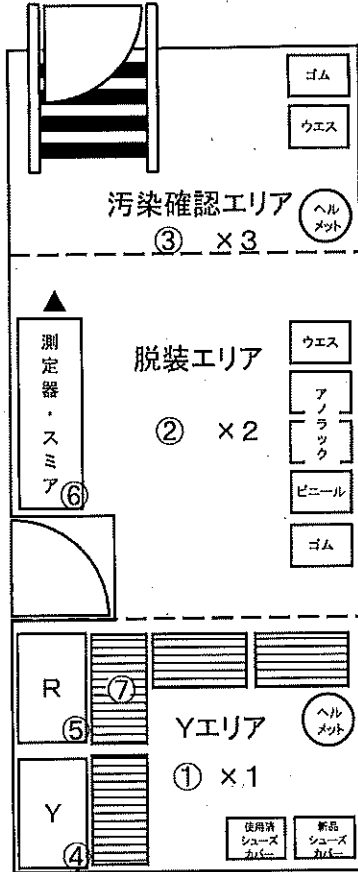 ゴム
ウエス
汚染確認エリア
ヘル
メット
③ ×3
測定器・スミア
⑥
脱装エリア
② ×2
ウエス
アノラック
ビニール
ゴム
R
⑤
⑦
Yエリア
ヘル
メット
① ×1
Y
④
使用済
シューズ
カバー
新品
シューズ
カバー